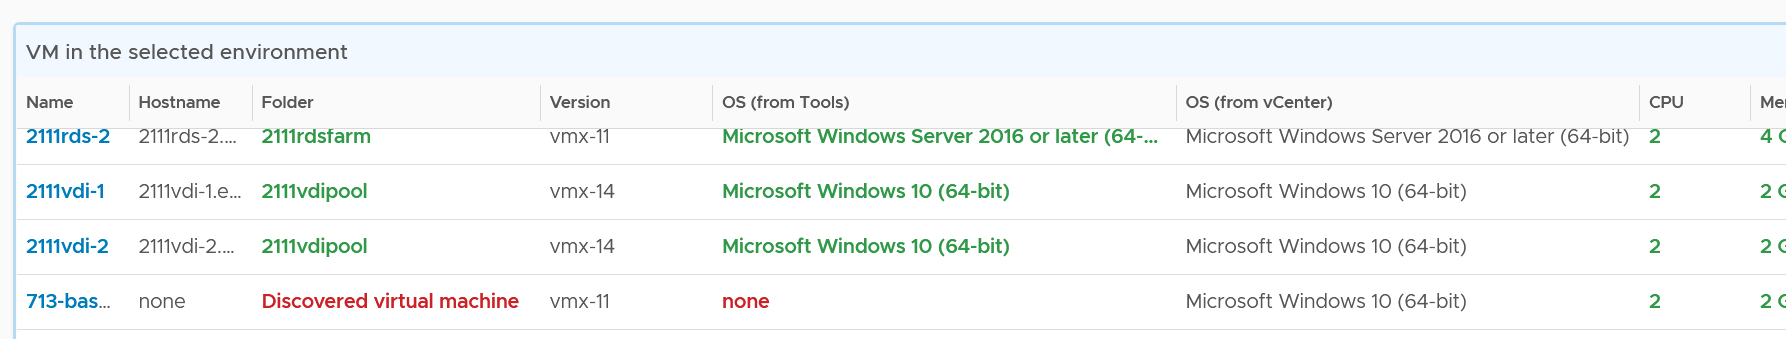 VM in the selected environment
Name Hostname Folder Version OS (from Tools) OS (from vCenter) CPU
2111rds-2 2111rds-2.... 2111rdsfarm vmx-11 Microsoft Windows Server 2016 or later (64-... Microsoft Windows Server 2016 or later (64-bit) 2 4
2111vdi-1 2111vdi-1.e... 2111vdipool vmx-14 Microsoft Windows 10 (64-bit) Microsoft Windows 10 (64-bit) 2 2
2111vdi-2 2111vdi-2.... 2111vdipool vmx-14 Microsoft Windows 10 (64-bit) Microsoft Windows 10 (64-bit) 2 2
713-bas... none Discovered virtual machine vmx-11 none Microsoft Windows 10 (64-bit) 2 2